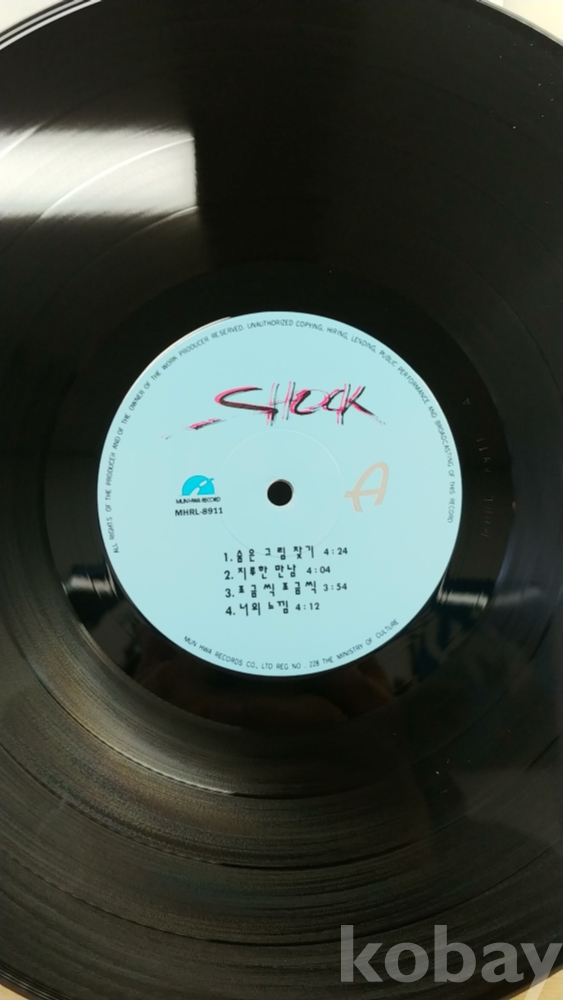 ALL RIGHTS OF THE PRODUCER AND OF THE OWNER OF THE WORK PRODUCER RESERVED. UNAUTHORIZED COPYING, HIRING, LENDING, PUBLIC PERFORMANCE AND BROADCASTING OF THIS RECORD.
SHOCK
MUN HWA RECORD
MHRL-8911
A
1. 숨은 그림 찾기 4:24
2. 지루한 만남 4:04
3. 조금씩 조금씩 3:54
4. 너의 느낌 4:12
MUN HWA RECORDS CO., LTD REG NO. 228 THE MINISTRY OF CULTURE
kobay